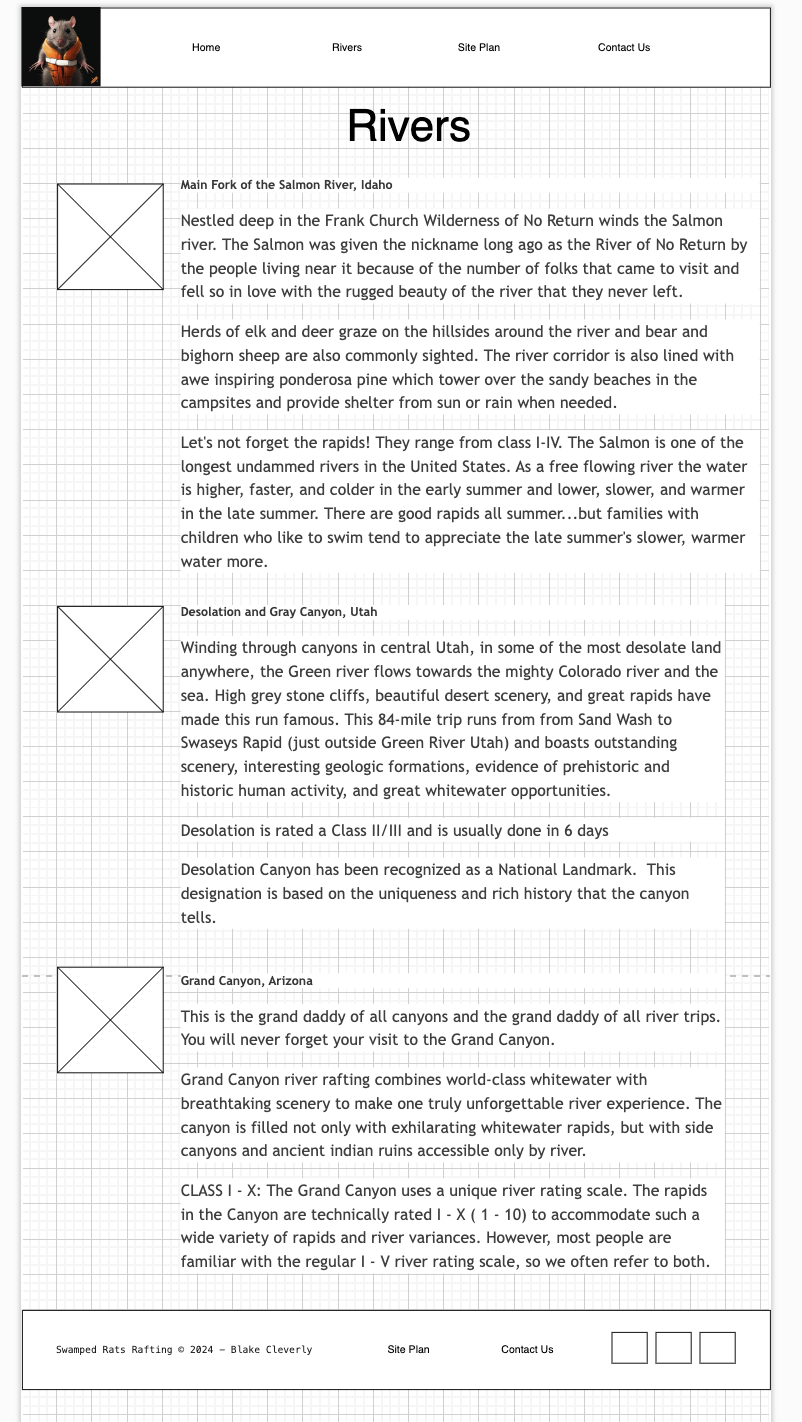 Home Rivers Site Plan Contact Us
Rivers
Main Fork of the Salmon River, Idaho
Nestled deep in the Frank Church Wilderness of No Return winds the Salmon
river. The Salmon was given the nickname long ago as the River of No Return by
the people living near it because of the number of folks that came to visit and
fell so in love with the rugged beauty of the river that they never left.
Herds of elk and deer graze on the hillsides around the river and bear and
bighorn sheep are also commonly sighted. The river corridor is also lined with
awe inspiring ponderosa pine which tower over the sandy beaches in the
campsites and provide shelter from sun or rain when needed.
Let's not forget the rapids! They range from class I-IV. The Salmon is one of the
longest undammed rivers in the United States. As a free flowing river the water
is higher, faster, and colder in the early summer and lower, slower, and warmer
in the late summer. There are good rapids all summer...but families with
children who like to swim tend to appreciate the late summer's slower, warmer
water more.
Desolation and Gray Canyon, Utah
Winding through canyons in central Utah, in some of the most desolate land
anywhere, the Green river flows towards the mighty Colorado river and the
sea. High grey stone cliffs, beautiful desert scenery, and great rapids have
made this run famous. This 84-mile trip runs from from Sand Wash to
Swaseys Rapid (just outside Green River Utah) and boasts outstanding
scenery, interesting geologic formations, evidence of prehistoric and
historic human activity, and great whitewater opportunities.
Desolation is rated a Class II/III and is usually done in 6 days
Desolation Canyon has been recognized as a National Landmark.  This
designation is based on the uniqueness and rich history that the canyon
tells.
Grand Canyon, Arizona
This is the grand daddy of all canyons and the grand daddy of all river trips.
You will never forget your visit to the Grand Canyon.
Grand Canyon river rafting combines world-class whitewater with
breathtaking scenery to make one truly unforgettable river experience. The
canyon is filled not only with exhilarating whitewater rapids, but with side
canyons and ancient indian ruins accessible only by river.
CLASS I - X: The Grand Canyon uses a unique river rating scale. The rapids
in the Canyon are technically rated I - X ( 1 - 10) to accommodate such a
wide variety of rapids and river variances. However, most people are
familiar with the regular I - V river rating scale, so we often refer to both.
Swamped Rats Rafting © 2024 – Blake Cleverly Site Plan Contact Us